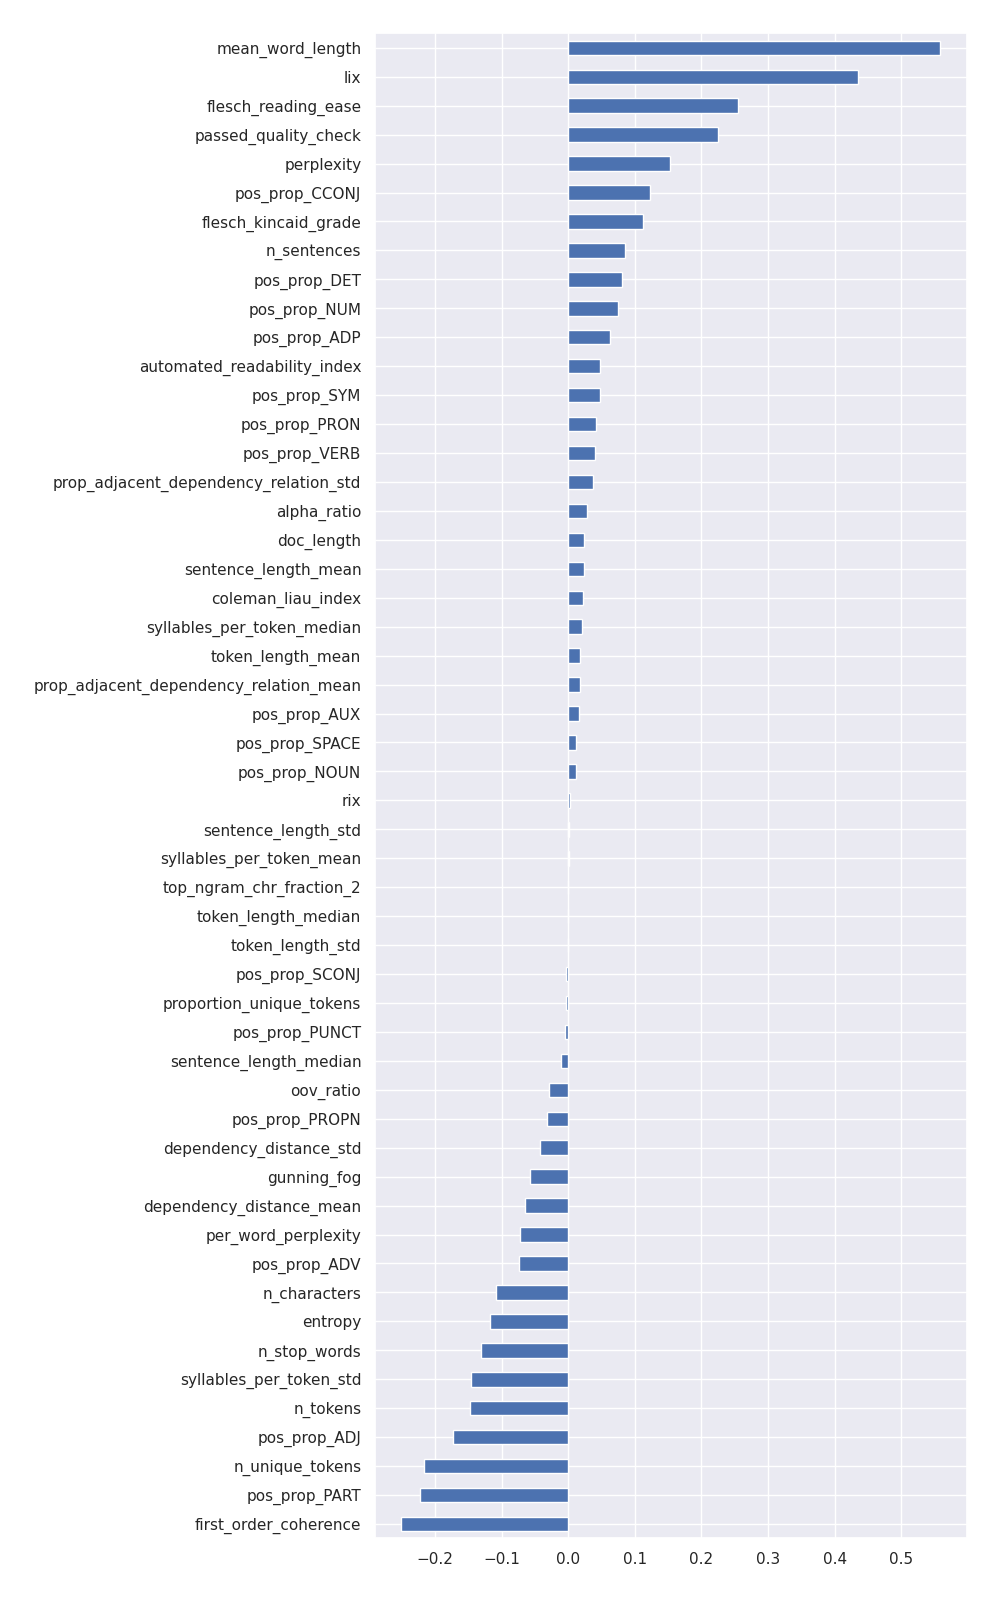 mean_word_length
lix
flesch_reading_ease
passed_quality_check
perplexity
pos_prop_CCONJ
flesch_kincaid_grade
n_sentences
pos_prop_DET
pos_prop_NUM
pos_prop_ADP
automated_readability_index
pos_prop_SYM
pos_prop_PRON
pos_prop_VERB
prop_adjacent_dependency_relation_std
alpha_ratio
doc_length
sentence_length_mean
coleman_liau_index
syllables_per_token_median
token_length_mean
prop_adjacent_dependency_relation_mean
pos_prop_AUX
pos_prop_SPACE
pos_prop_NOUN
rix
sentence_length_std
syllables_per_token_mean
top_ngram_chr_fraction_2
token_length_median
token_length_std
pos_prop_SCONJ
proportion_unique_tokens
pos_prop_PUNCT
sentence_length_median
oov_ratio
pos_prop_PROPN
dependency_distance_std
gunning_fog
dependency_distance_mean
per_word_perplexity
pos_prop_ADV
n_characters
entropy
n_stop_words
syllables_per_token_std
n_tokens
pos_prop_ADJ
n_unique_tokens
pos_prop_PART
first_order_coherence
−0.2 −0.1 0.0 0.1 0.2 0.3 0.4 0.5